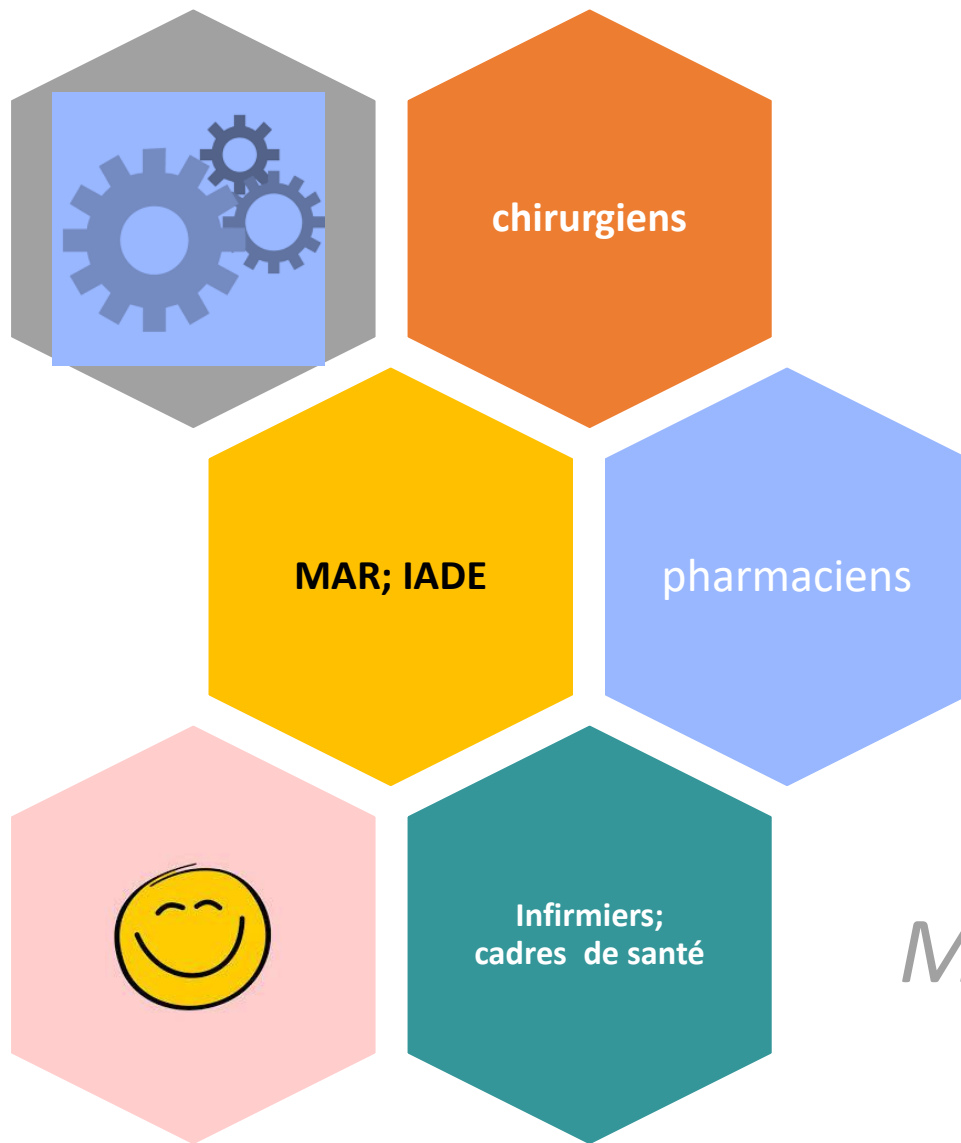 chirurgiens
MAR; IADE
pharmaciens
Infirmiers;
cadres de santé
M